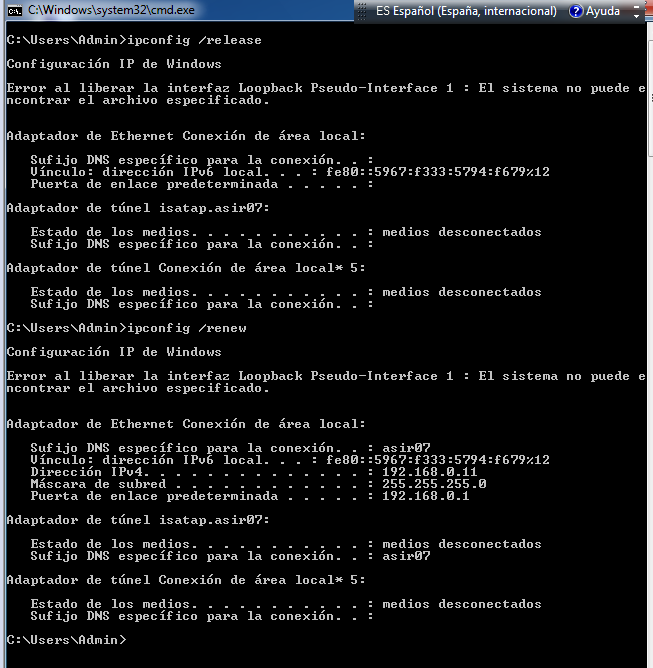 C:\Windows\system32\cmd.exe
ES Español (España, internacional)
Ayuda
C:\Users\Admin>ipconfig /release
Configuración IP de Windows
Error al liberar la interfaz Loopback Pseudo-Interface 1 : El sistema no puede e
ncontrar el archivo especificado.
Adaptador de Ethernet Conexión de área local:
Sufijo DNS específico para la conexión. . :
Vínculo: dirección IPv6 local. . . : fe80::5967:f333:5794:f679%12
Puerta de enlace predeterminada . . . . . :
Adaptador de túnel isatap.asir07:
Estado de los medios. . . . . . . . . . . : medios desconectados
Sufijo DNS específico para la conexión. . :
Adaptador de túnel Conexión de área local* 5:
Estado de los medios. . . . . . . . . . . : medios desconectados
Sufijo DNS específico para la conexión. . :
C:\Users\Admin>ipconfig /renew
Configuración IP de Windows
Error al liberar la interfaz Loopback Pseudo-Interface 1 : El sistema no puede e
ncontrar el archivo especificado.
Adaptador de Ethernet Conexión de área local:
Sufijo DNS específico para la conexión. . : asir07
Vínculo: dirección IPv6 local. . . : fe80::5967:f333:5794:f679%12
Dirección IPv4. . . . . . . . . . . . . . : 192.168.0.11
Máscara de subred . . . . . . . . . . . . : 255.255.255.0
Puerta de enlace predeterminada . . . . . : 192.168.0.1
Adaptador de túnel isatap.asir07:
Estado de los medios. . . . . . . . . . . : medios desconectados
Sufijo DNS específico para la conexión. . : asir07
Adaptador de túnel Conexión de área local* 5:
Estado de los medios. . . . . . . . . . . : medios desconectados
Sufijo DNS específico para la conexión. . :
C:\Users\Admin>